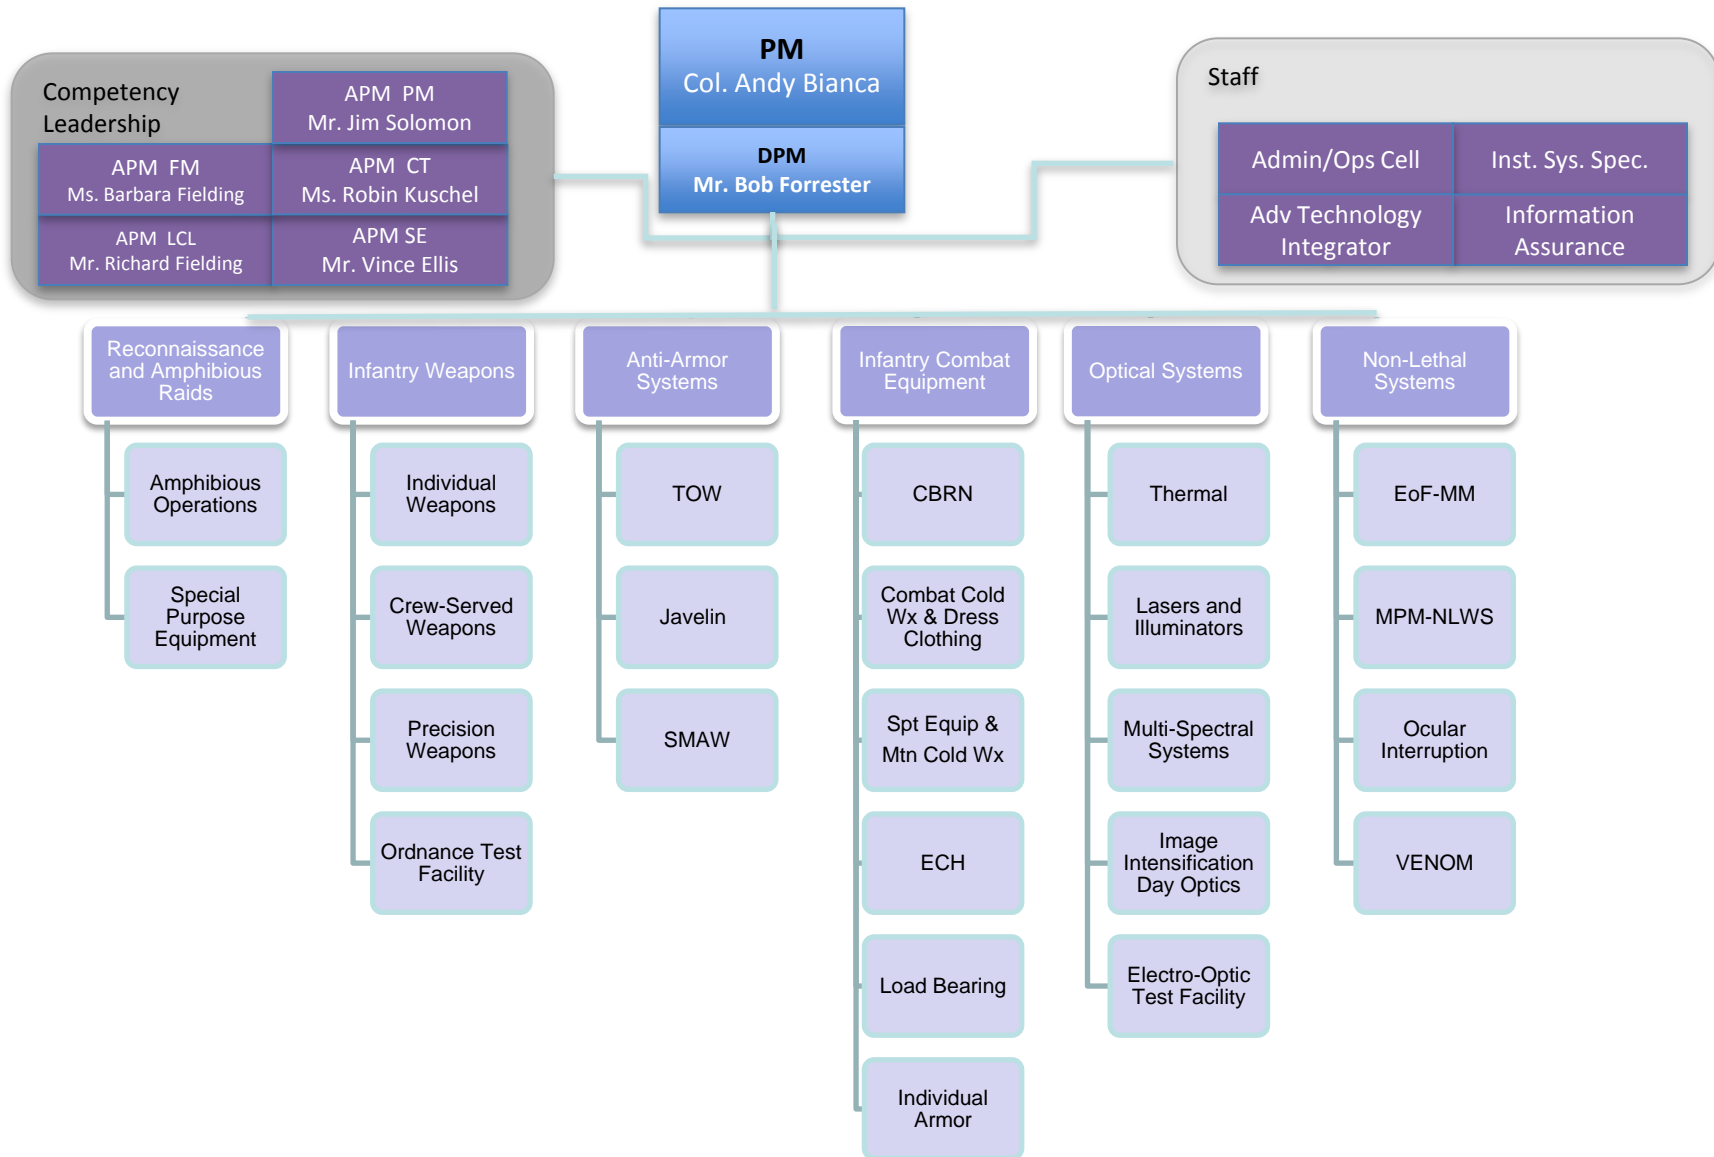 PM
Col. Andy Bianca
DPM
Mr. Bob Forrester
Competency
Leadership
APM  PM
Mr. Jim Solomon
APM  FM
Ms. Barbara Fielding
APM  CT
Ms. Robin Kuschel
APM  LCL
Mr. Richard Fielding
APM SE
Mr. Vince Ellis
Staff
Admin/Ops Cell
Inst. Sys. Spec.
Adv Technology
Integrator
Information
Assurance
Reconnaissance
and Amphibious
Raids
Amphibious
Operations
Special
Purpose
Equipment
Infantry Weapons
Individual
Weapons
Crew-Served
Weapons
Precision
Weapons
Ordnance Test
Facility
Anti-Armor
Systems
TOW
Javelin
SMAW
Infantry Combat
Equipment
CBRN
Combat Cold
Wx & Dress
Clothing
Spt Equip &
Mtn Cold Wx
ECH
Load Bearing
Individual
Armor
Optical Systems
Thermal
Lasers and
Illuminators
Multi-Spectral
Systems
Image
Intensification
Day Optics
Electro-Optic
Test Facility
Non-Lethal
Systems
EoF-MM
MPM-NLWS
Ocular
Interruption
VENOM